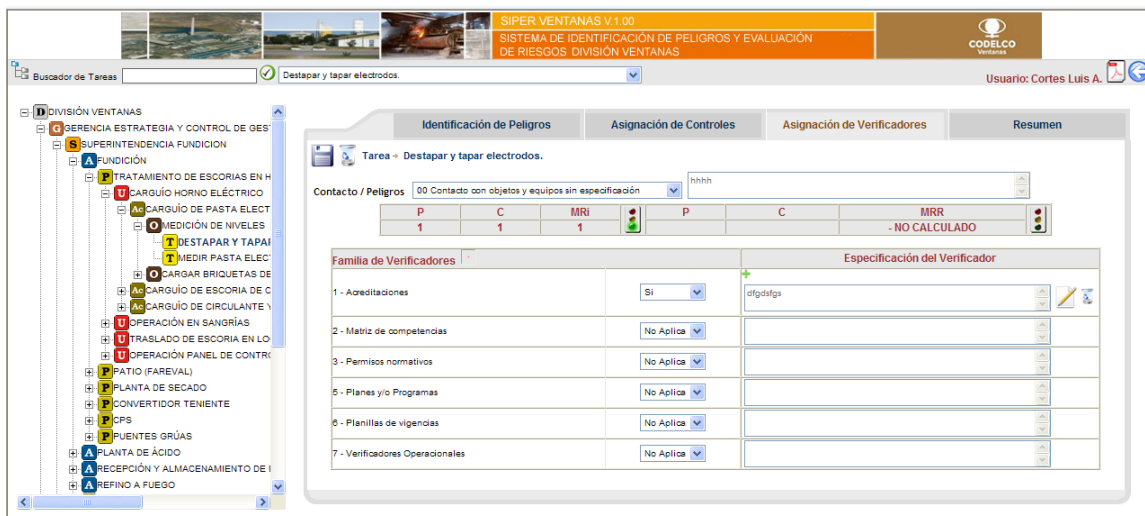 SIPER VENTANAS V.1.00
SISTEMA DE IDENTIFICACIÓN DE PELIGROS Y EVALUACIÓN
DE RIESGOS DIVISIÓN VENTANAS
CODELCO
Ventanas
Buscador de Tareas
Destapar y tapar electrodos.
Usuario: Cortes Luis A.
D DIVISIÓN VENTANAS
G GERENCIA ESTRATEGIA Y CONTROL DE GES
S SUPERINTENDENCIA FUNDICION
A FUNDICIÓN
P TRATAMIENTO DE ESCORIAS EN H
U CARGUÍO HORNO ELÉCTRICO
Ac CARGUÍO DE PASTA ELECT
O MEDICIÓN DE NIVELES
T DESTAPAR Y TAPAR
T MEDIR PASTA ELEC
O CARGAR BRIQUETAS DE
Ac CARGUÍO DE ESCORIA DE C
Ac CARGUÍO DE CIRCULANTE Y
U OPERACIÓN EN SANGRÍAS
U TRASLADO DE ESCORIA EN LO
U OPERACIÓN PANEL DE CONTR
P PATIO (FAREVAL)
P PLANTA DE SECADO
P CONVERTIDOR TENIENTE
P CPS
P PUENTES GRÚAS
A PLANTA DE ÁCIDO
A RECEPCIÓN Y ALMACENAMIENTO DE
A REFINO A FUEGO
Identificación de Peligros Asignación de Controles Asignación de Verificadores Resumen
Tarea → Destapar y tapar electrodos.
Contacto / Peligros 00 Contacto con objetos y equipos sin especificación hhhh
P C MRi P C MRR
1 1 1 - NO CALCULADO
Familia de Verificadores - Especificación del Verificador
1 - Acreditaciones Si dfgdsfgs
2 - Matriz de competencias No Aplica
3 - Permisos normativos No Aplica
5 - Planes y/o Programas No Aplica
6 - Planillas de vigencias No Aplica
7 - Verificadores Operacionales No Aplica